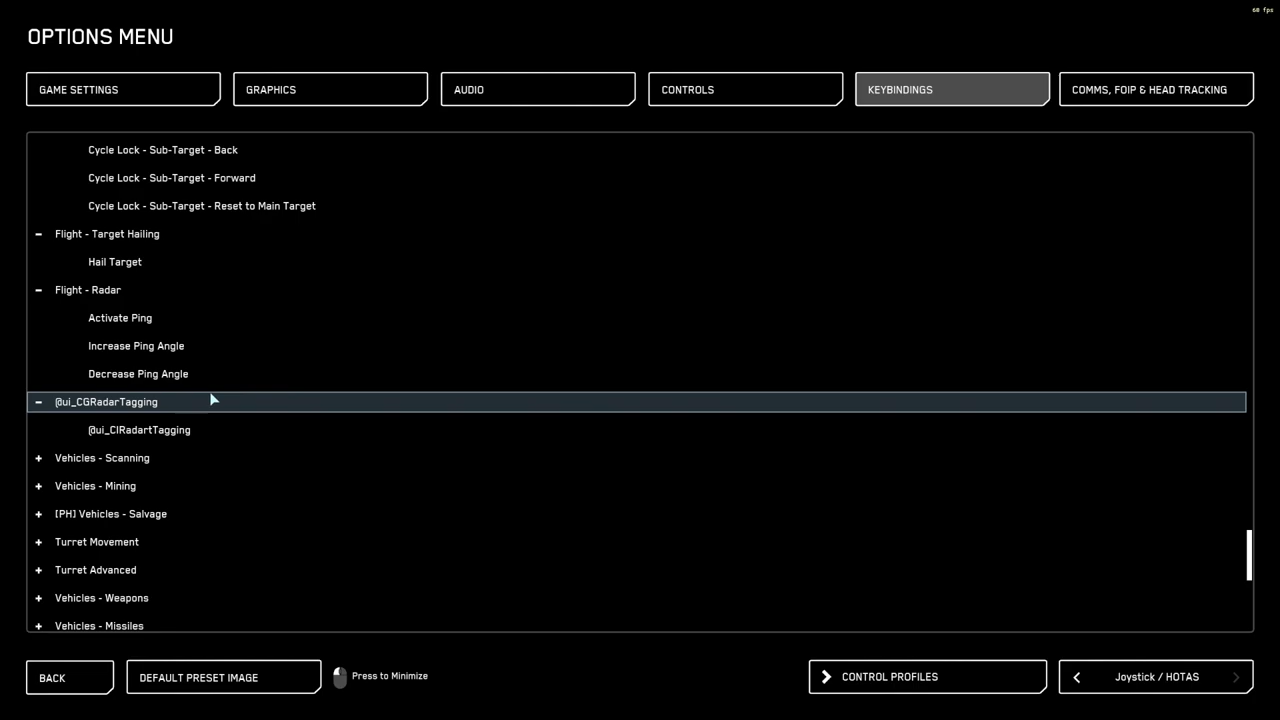 60 fps
OPTIONS MENU
GAME SETTINGS
GRAPHICS
AUDIO
CONTROLS
KEYBINDINGS
COMMS, FOIP & HEAD TRACKING
Cycle Lock - Sub-Target - Back
Cycle Lock - Sub-Target - Forward
Cycle Lock - Sub-Target - Reset to Main Target
- Flight - Target Hailing
Hail Target
- Flight - Radar
Activate Ping
Increase Ping Angle
Decrease Ping Angle
- @ui_CGRadarTagging
@ui_CIRadartTagging
+ Vehicles - Scanning
+ Vehicles - Mining
+ [PH] Vehicles - Salvage
+ Turret Movement
+ Turret Advanced
+ Vehicles - Weapons
+ Vehicles - Missiles
BACK
DEFAULT PRESET IMAGE
Press to Minimize
CONTROL PROFILES
Joystick / HOTAS